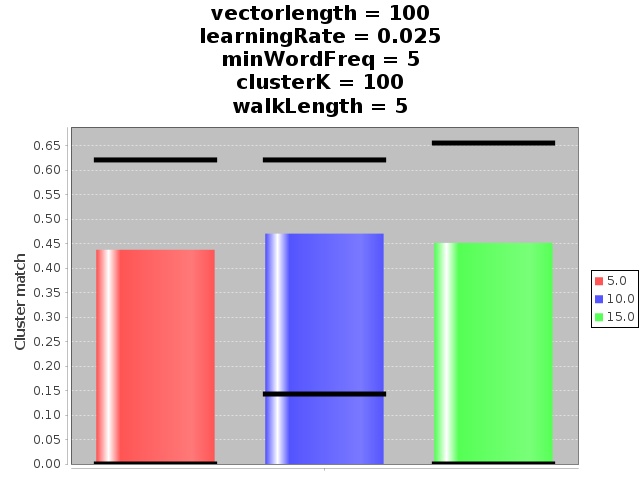 vectorlength = 100
learningRate = 0.025
minWordFreq = 5
clusterK = 100
walkLength = 5
0.65
0.60
0.55
0.50
0.45
0.40
0.35
0.30
0.25
0.20
0.15
0.10
0.05
0.00
Cluster match
5.0
10.0
15.0